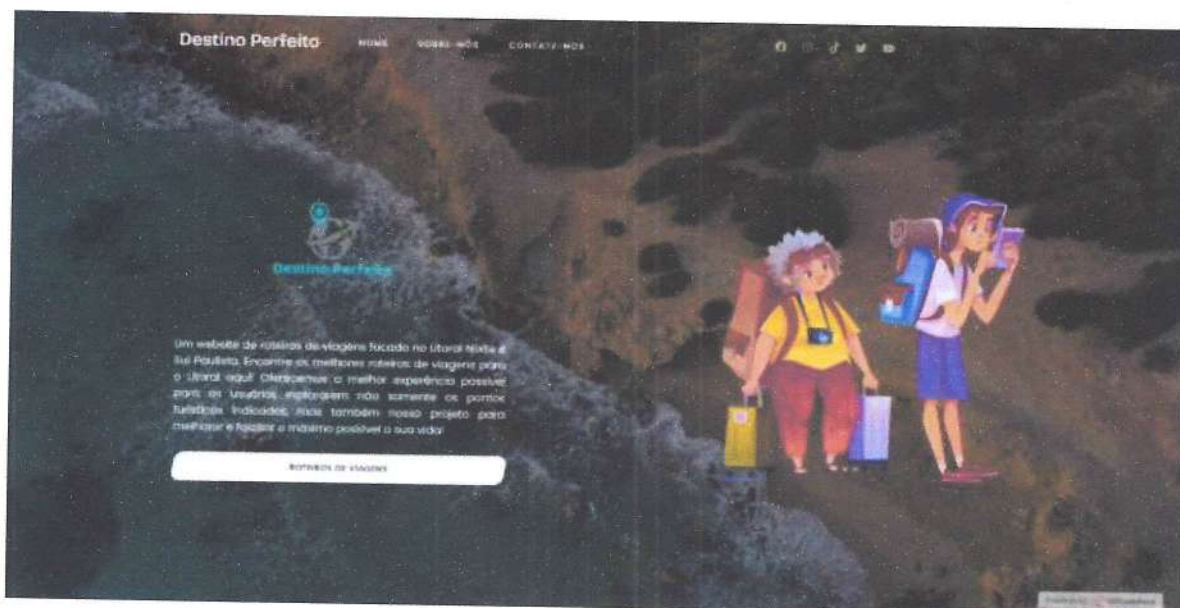 Destino Perfeito
HOME SOBRE-NÓS CONTATE-NOS
Destino Perfeito
Um website de roteiros de viagens focado no Litoral Norte e
Sul Paulista. Encontre os melhores roteiros de viagens para
o Litoral aqui! Oferecemos a melhor experiência possível
para os usuários explorarem não somente os pontos
turísticos indicados, mas também nosso projeto para
melhorar e facilitar o máximo possível a sua vida!
ROTEIROS DE VIAGENS